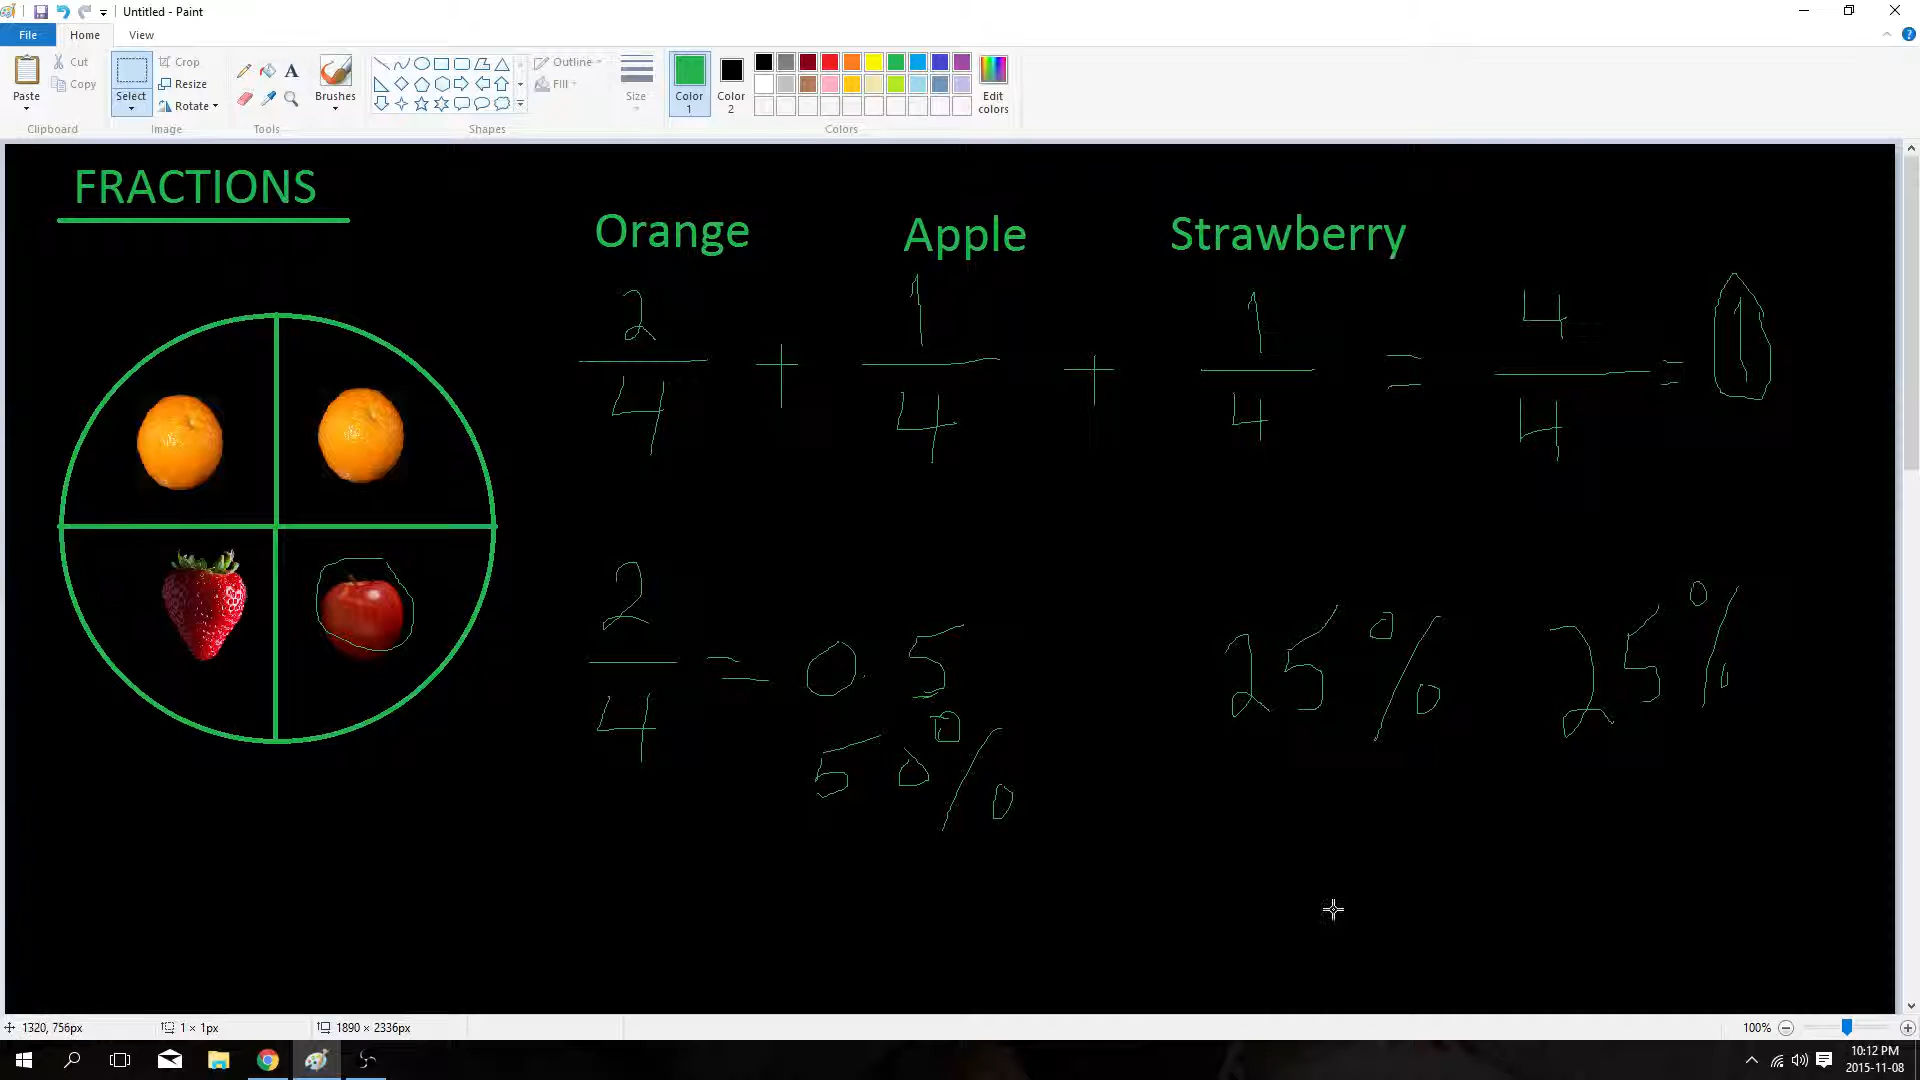 Untitled - Paint
File Home View
Paste Cut Copy Clipboard
Select Crop Resize Rotate Image
Tools
Brushes
Shapes Outline Fill
Size
Color 1 Color 2 Edit colors Colors
FRACTIONS
Orange Apple Strawberry
2/4 + 1/4 + 1/4 = 4/4 = 1
2/4 = 0.5
50%
25% 25%
1320, 756px 1 × 1px 1890 × 2336px 100%
10:12 PM
2015-11-08